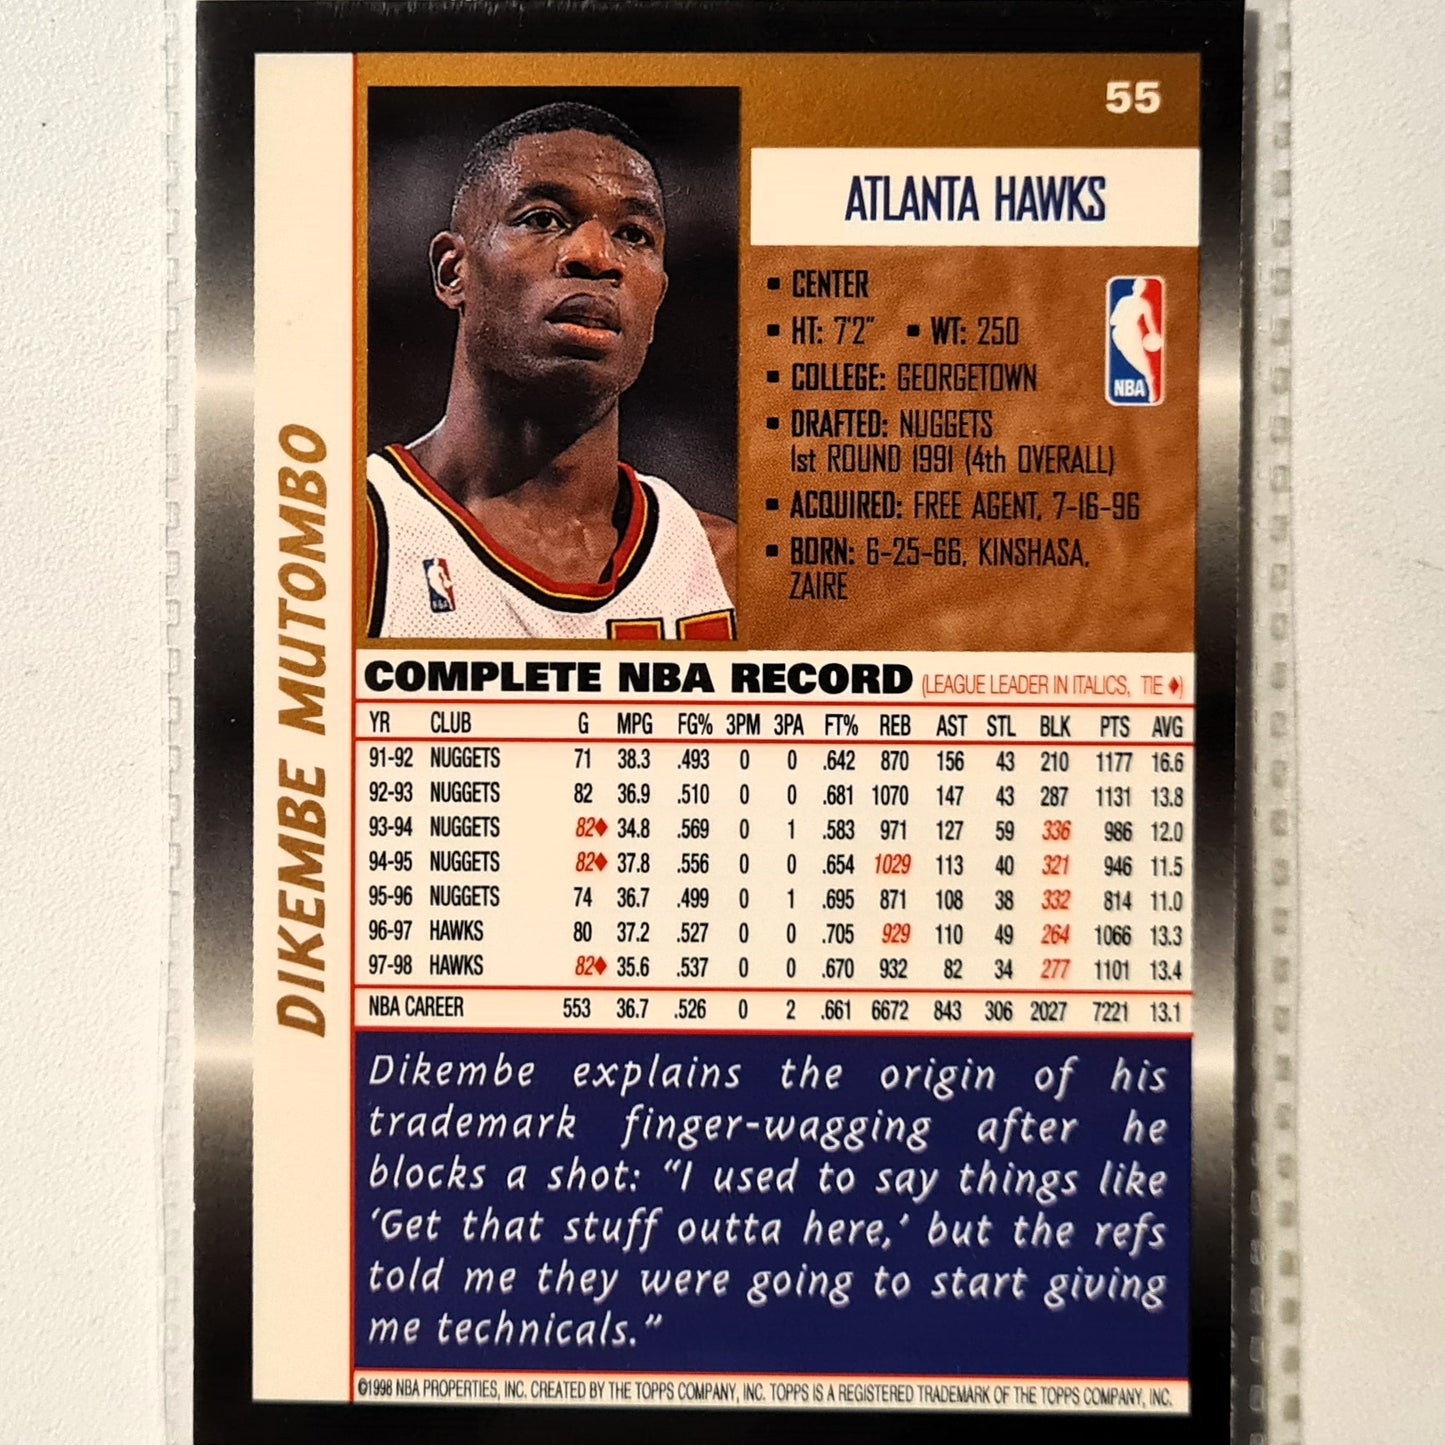 55
ATLANTA HAWKS
▪ CENTER
▪ HT: 7'2" ▪ WT: 250
▪ COLLEGE: GEORGETOWN
▪ DRAFTED: NUGGETS
1st ROUND 1991 (4th OVERALL)
▪ ACQUIRED: FREE AGENT, 7-16-96
▪ BORN: 6-25-66, KINSHASA,
ZAIRE
NBA
NBA
DIKEMBE MUTOMBO
COMPLETE NBA RECORD (LEAGUE LEADER IN ITALICS, TIE ♦)
YR CLUB G MPG FG% 3PM 3PA FT% REB AST STL BLK PTS AVG
91-92 NUGGETS 71 38.3 .493 0 0 .642 870 156 43 210 1177 16.6
92-93 NUGGETS 82 36.9 .510 0 0 .681 1070 147 43 287 1131 13.8
93-94 NUGGETS 82♦ 34.8 .569 0 1 .583 971 127 59 336 986 12.0
94-95 NUGGETS 82♦ 37.8 .556 0 0 .654 1029 113 40 321 946 11.5
95-96 NUGGETS 74 36.7 .499 0 1 .695 871 108 38 332 814 11.0
96-97 HAWKS 80 37.2 .527 0 0 .705 929 110 49 264 1066 13.3
97-98 HAWKS 82♦ 35.6 .537 0 0 .670 932 82 34 277 1101 13.4
NBA CAREER 553 36.7 .526 0 2 .661 6672 843 306 2027 7221 13.1
Dikembe explains the origin of his
trademark finger-wagging after he
blocks a shot: “I used to say things like
‘Get that stuff outta here,’ but the refs
told me they were going to start giving
me technicals.”
©1998 NBA PROPERTIES, INC. CREATED BY THE TOPPS COMPANY, INC. TOPPS IS A REGISTERED TRADEMARK OF THE TOPPS COMPANY, INC.